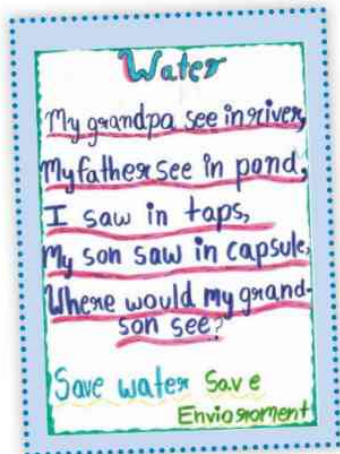 Water
My grandpa see in river,
My father see in pond,
I saw in taps,
My son saw in capsule,
Where would my grand-
son see?
Save water Save
Enviosroment